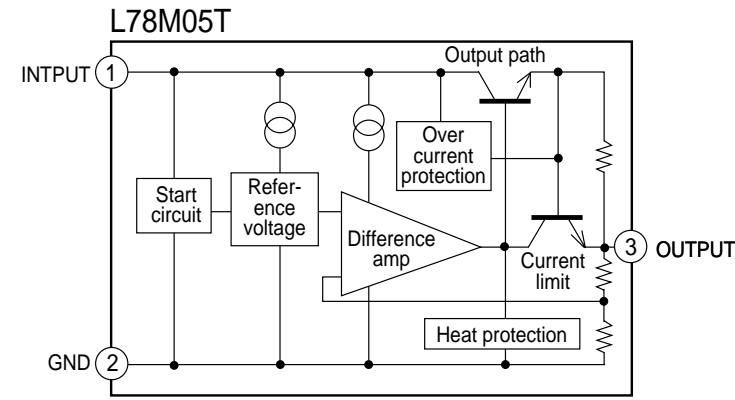 L78M05T
Output path
INTPUT
1
Over
current
protection
Start
circuit
Refer-
ence
voltage
Difference
amp
Current
limit
3
OUTPUT
Heat protection
GND
2